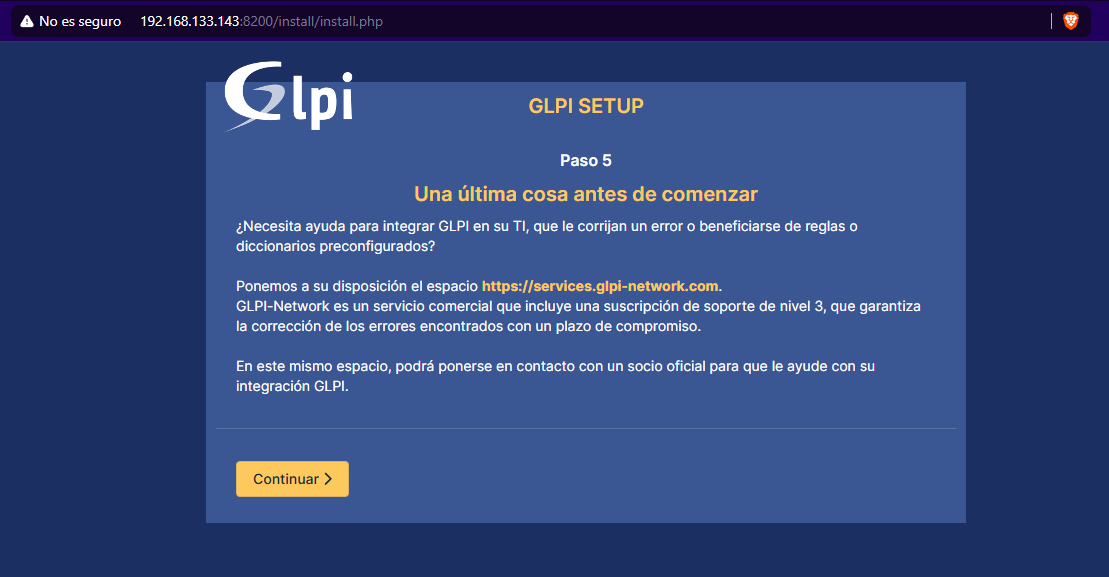 No es seguro 192.168.133.143:8200/install/install.php
Glpi
GLPI SETUP
Paso 5
Una última cosa antes de comenzar
¿Necesita ayuda para integrar GLPI en su TI, que le corrijan un error o beneficiarse de reglas o
diccionarios preconfigurados?
Ponemos a su disposición el espacio https://services.glpi-network.com.
GLPI-Network es un servicio comercial que incluye una suscripción de soporte de nivel 3, que garantiza
la corrección de los errores encontrados con un plazo de compromiso.
En este mismo espacio, podrá ponerse en contacto con un socio oficial para que le ayude con su
integración GLPI.
Continuar